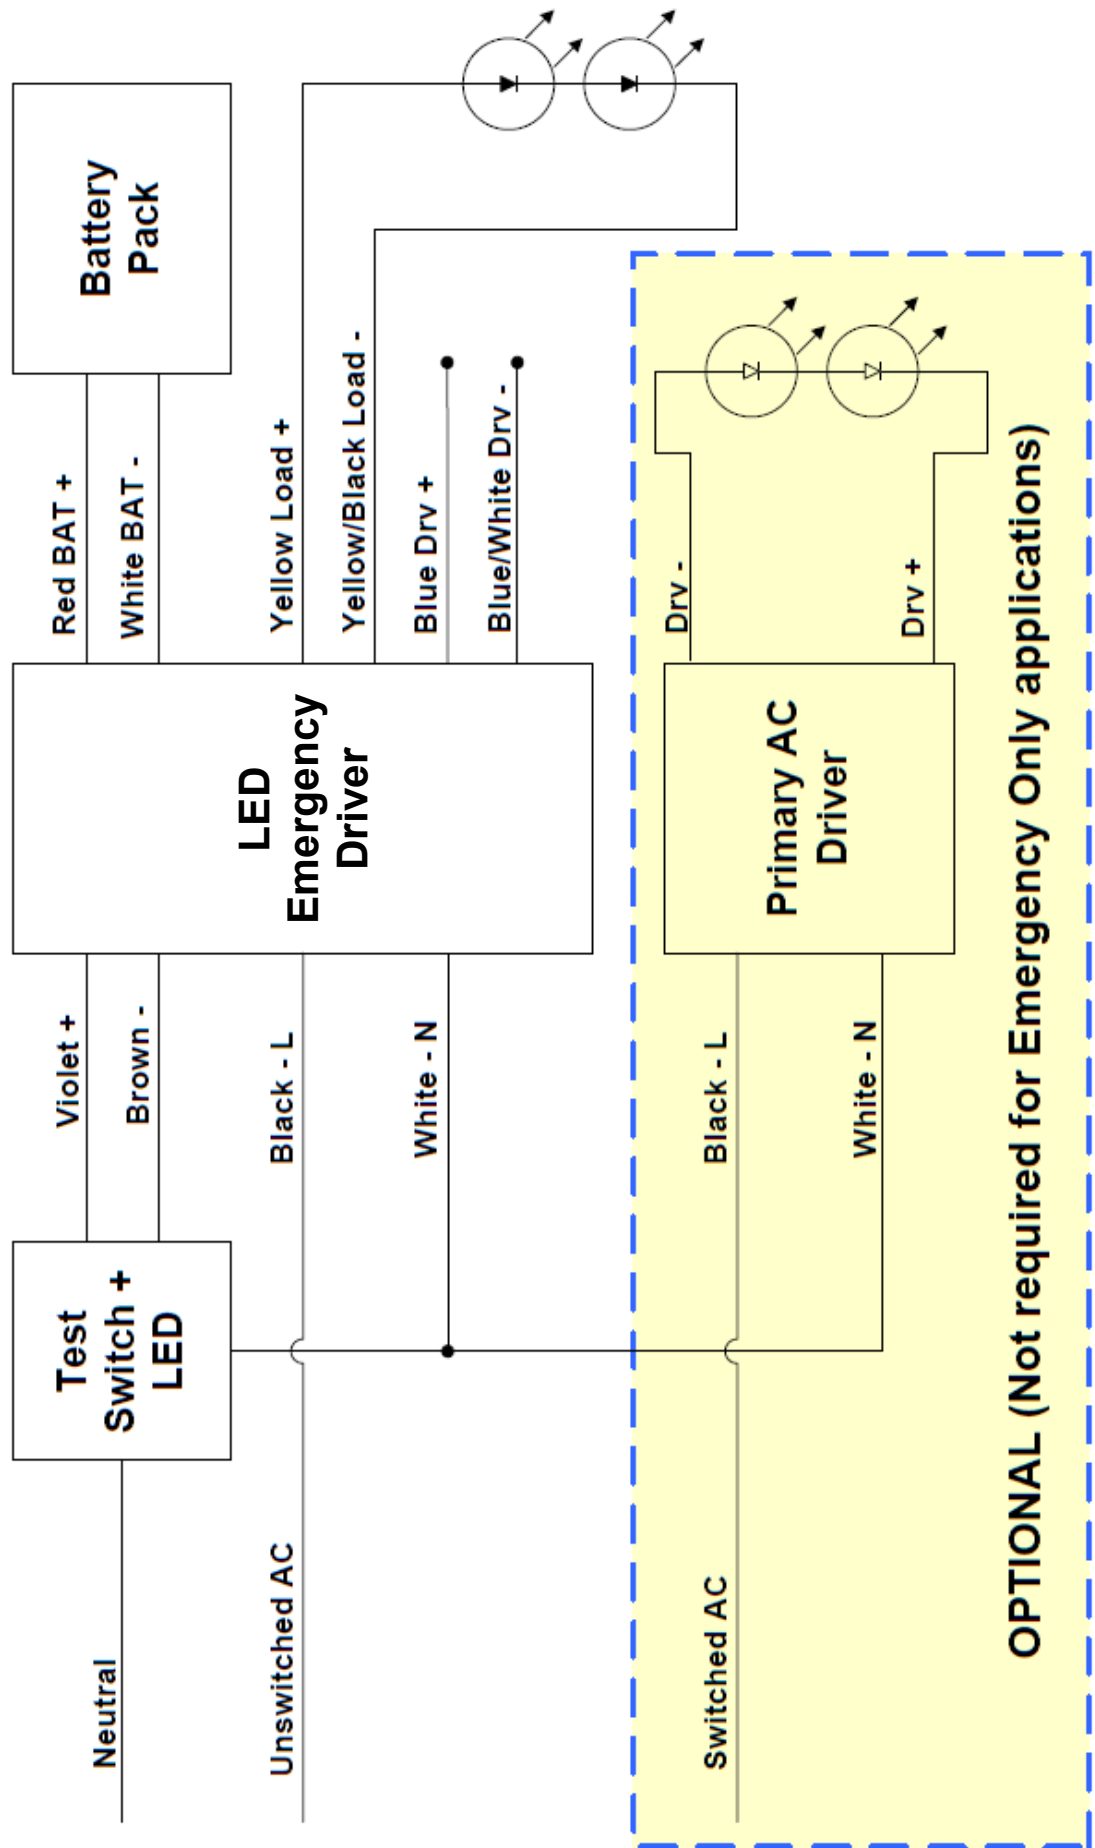 Neutral
Unswitched AC
Switched AC
Test
Switch +
LED
Violet +
Brown -
Black - L
White - N
Black - L
White - N
LED
Emergency
Driver
Primary AC
Driver
Red BAT +
White BAT -
Yellow Load +
Yellow/Black Load -
Blue Drv +
Blue/White Drv -
Drv -
Drv +
Battery
Pack
OPTIONAL (Not required for Emergency Only applications)